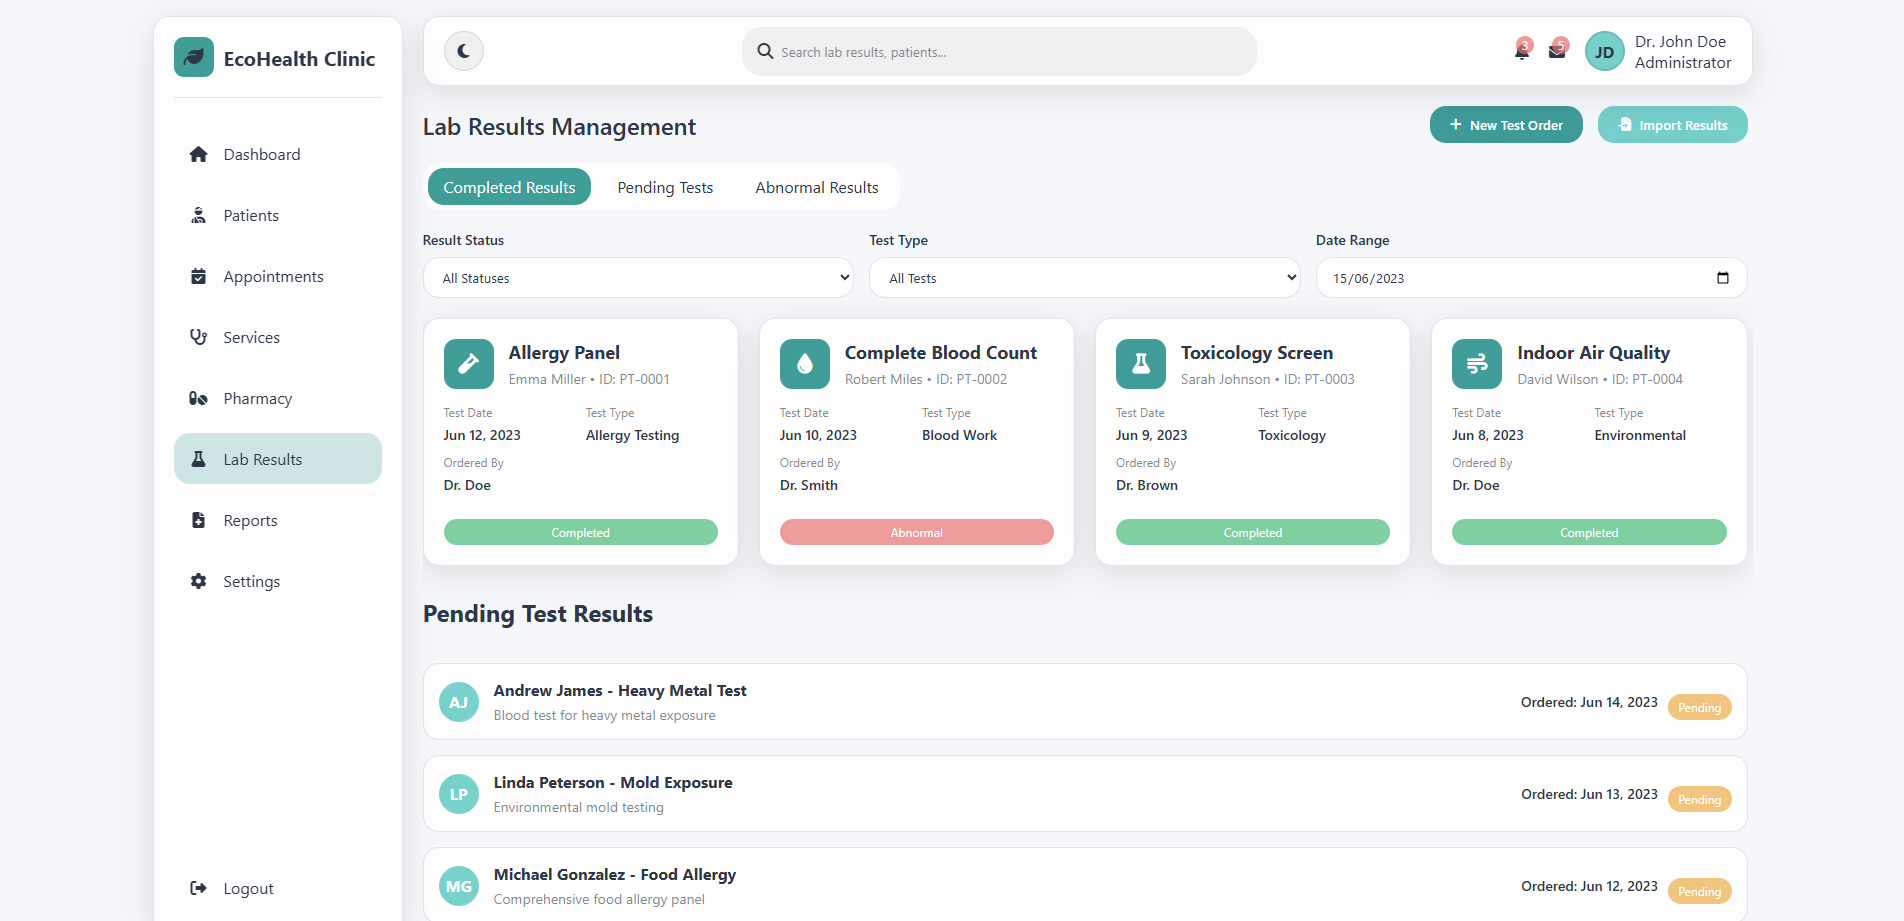 EcoHealth Clinic
Dashboard
Patients
Appointments
Services
Pharmacy
Lab Results
Reports
Settings
Logout
Search lab results, patients...
3
5
JD
Dr. John Doe
Administrator
Lab Results Management
New Test Order
Import Results
Completed Results
Pending Tests
Abnormal Results
Result Status
All Statuses
Test Type
All Tests
Date Range
15/06/2023
Allergy Panel
Emma Miller • ID: PT-0001
Test Date
Jun 12, 2023
Test Type
Allergy Testing
Ordered By
Dr. Doe
Completed
Complete Blood Count
Robert Miles • ID: PT-0002
Test Date
Jun 10, 2023
Test Type
Blood Work
Ordered By
Dr. Smith
Abnormal
Toxicology Screen
Sarah Johnson • ID: PT-0003
Test Date
Jun 9, 2023
Test Type
Toxicology
Ordered By
Dr. Brown
Completed
Indoor Air Quality
David Wilson • ID: PT-0004
Test Date
Jun 8, 2023
Test Type
Environmental
Ordered By
Dr. Doe
Completed
Pending Test Results
AJ
Andrew James - Heavy Metal Test
Blood test for heavy metal exposure
Ordered: Jun 14, 2023
Pending
LP
Linda Peterson - Mold Exposure
Environmental mold testing
Ordered: Jun 13, 2023
Pending
MG
Michael Gonzalez - Food Allergy
Comprehensive food allergy panel
Ordered: Jun 12, 2023
Pending